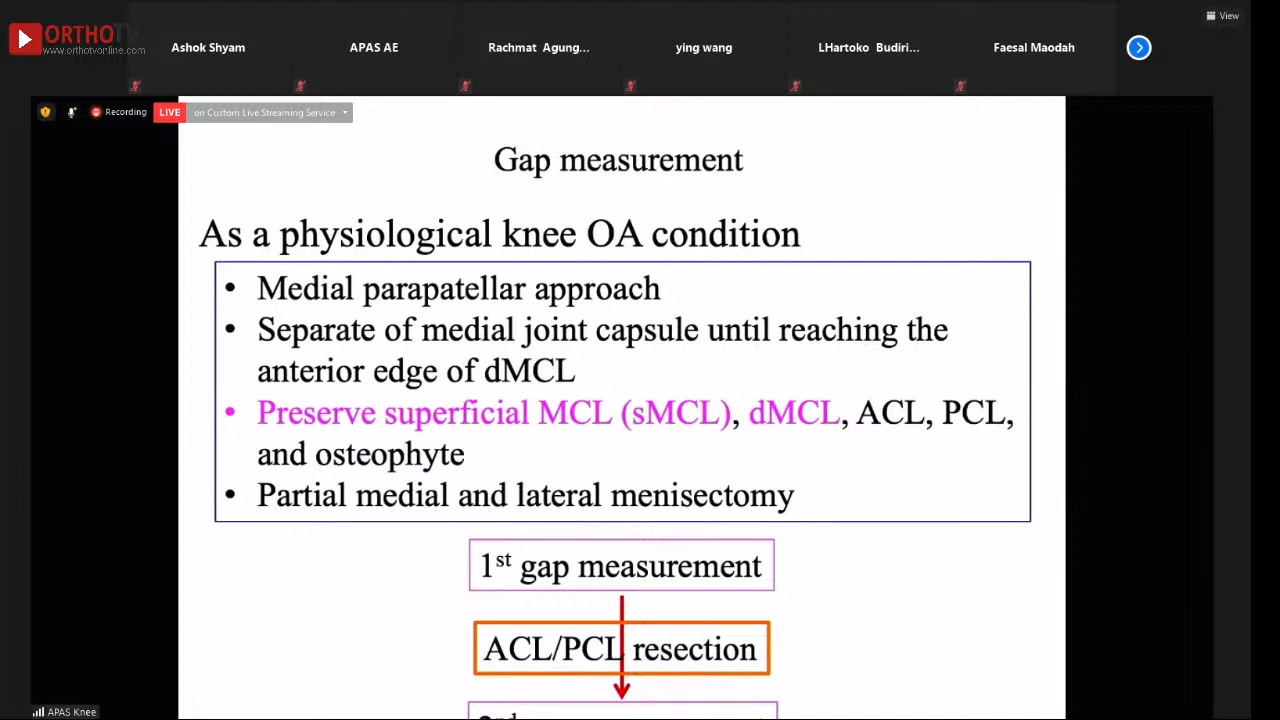 ORTHOTV
www.orthotvonline.com
View
Ashok Shyam
APAS AE
Rachmat Agung...
ying wang
LHartoko Budiri...
Faesal Maodah
Recording
LIVE
on Custom Live Streaming Service
Gap measurement
As a physiological knee OA condition
• Medial parapatellar approach
• Separate of medial joint capsule until reaching the
anterior edge of dMCL
• Preserve superficial MCL (sMCL), dMCL, ACL, PCL,
and osteophyte
• Partial medial and lateral menisectomy
1st gap measurement
ACL/PCL resection
APAS Knee